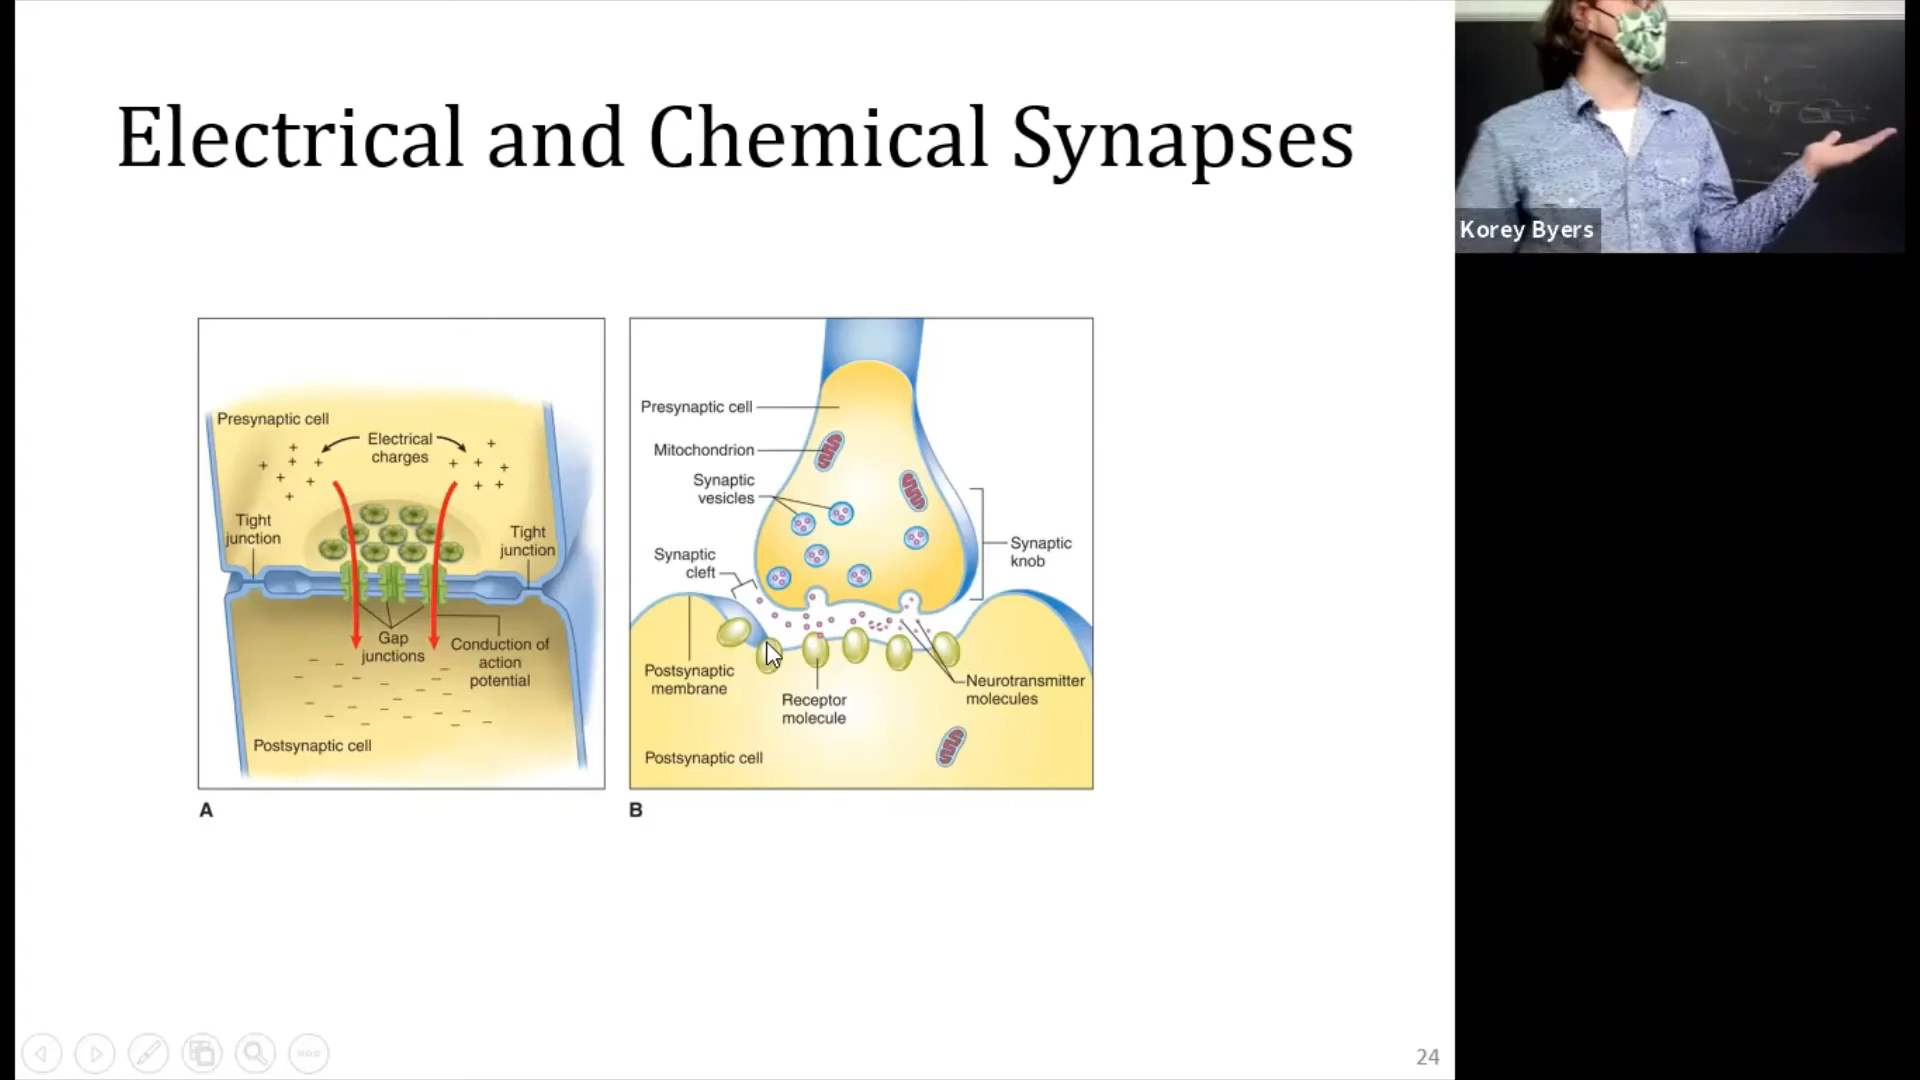 Electrical and Chemical Synapses
Korey Byers
Presynaptic cell
Electrical
charges
+ + + + + + + +
+ + + + + + +
Tight
junction
Tight
junction
Gap
junctions
Conduction of
action
potential
Postsynaptic cell
A
Presynaptic cell
Mitochondrion
Synaptic
vesicles
Synaptic
cleft
Synaptic
knob
Postsynaptic
membrane
Receptor
molecule
Neurotransmitter
molecules
Postsynaptic cell
B
24